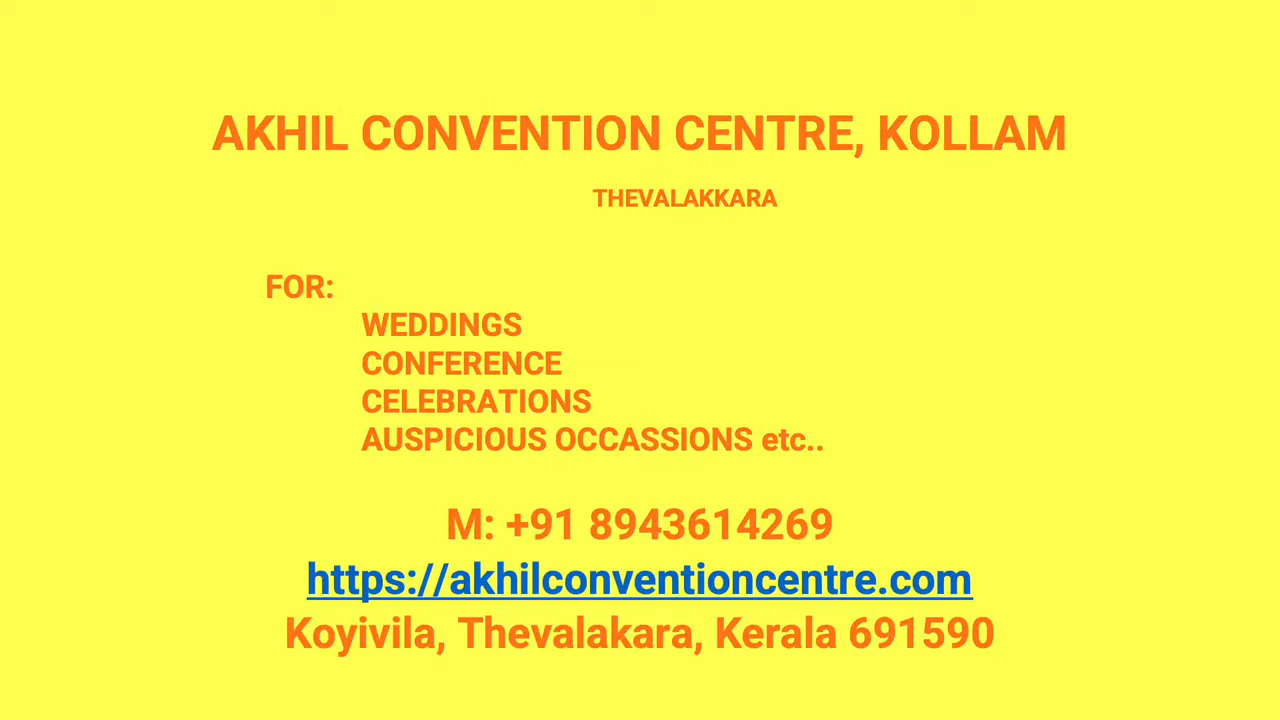 AKHIL CONVENTION CENTRE, KOLLAM
THEVALAKKARA
FOR:
WEDDINGS
CONFERENCE
CELEBRATIONS
AUSPICIOUS OCCASSIONS etc..
M: +91 8943614269
https://akhilconventioncentre.com
Koyivila, Thevalakara, Kerala 691590